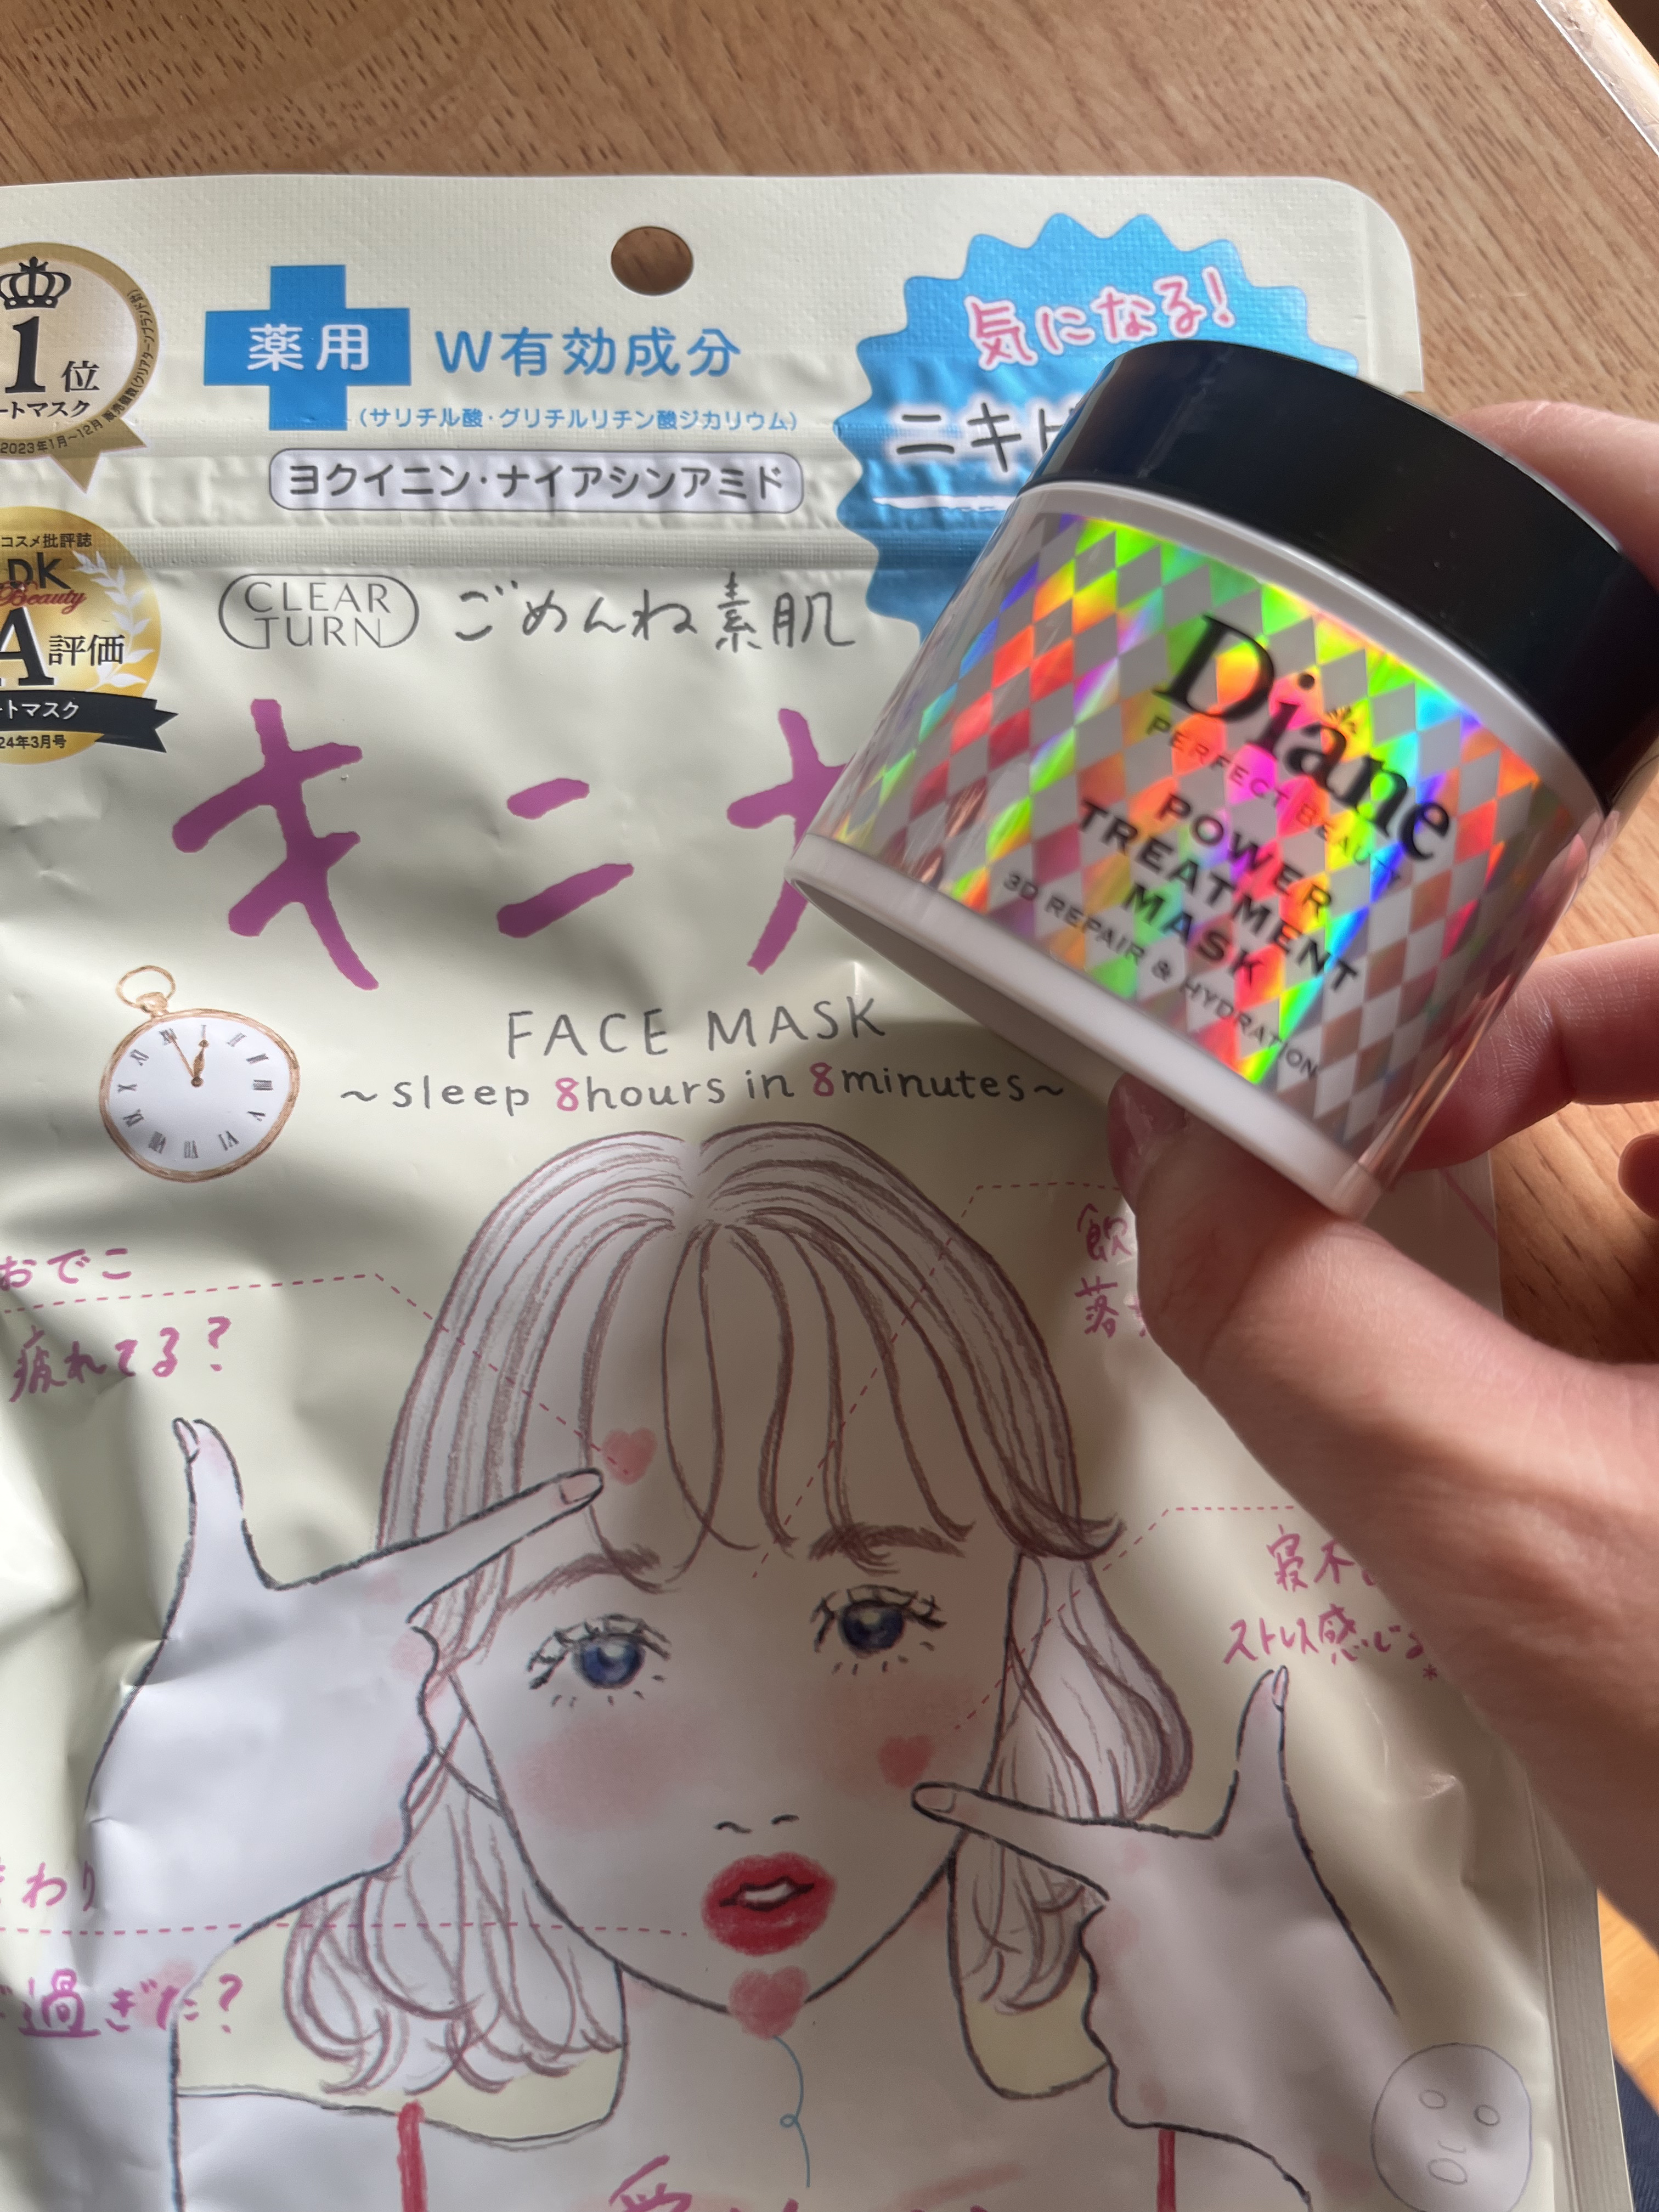 1位
ートマスク
2023年1月~12月
薬用 W有効成分
(サリチル酸・グリチルリチン酸ジカリウム)
ヨクイニン・ナイアシンアミド
気になる!
ニキ
コスメ批評誌
LDK
Beauty
A評価
ートマスク
24年3月号
CLEAR
TURN
ごめんね素肌
キニナ
FACE MASK
~sleep 8hours in 8minutes~
Diane
PERFECT BEAUTY
POWER
TREATMENT
MASK
3D REPAIR & HYDRATION
おでこ
疲れてる?
飲
落
寝不
ストレス感じる*
まわり
過ぎた?